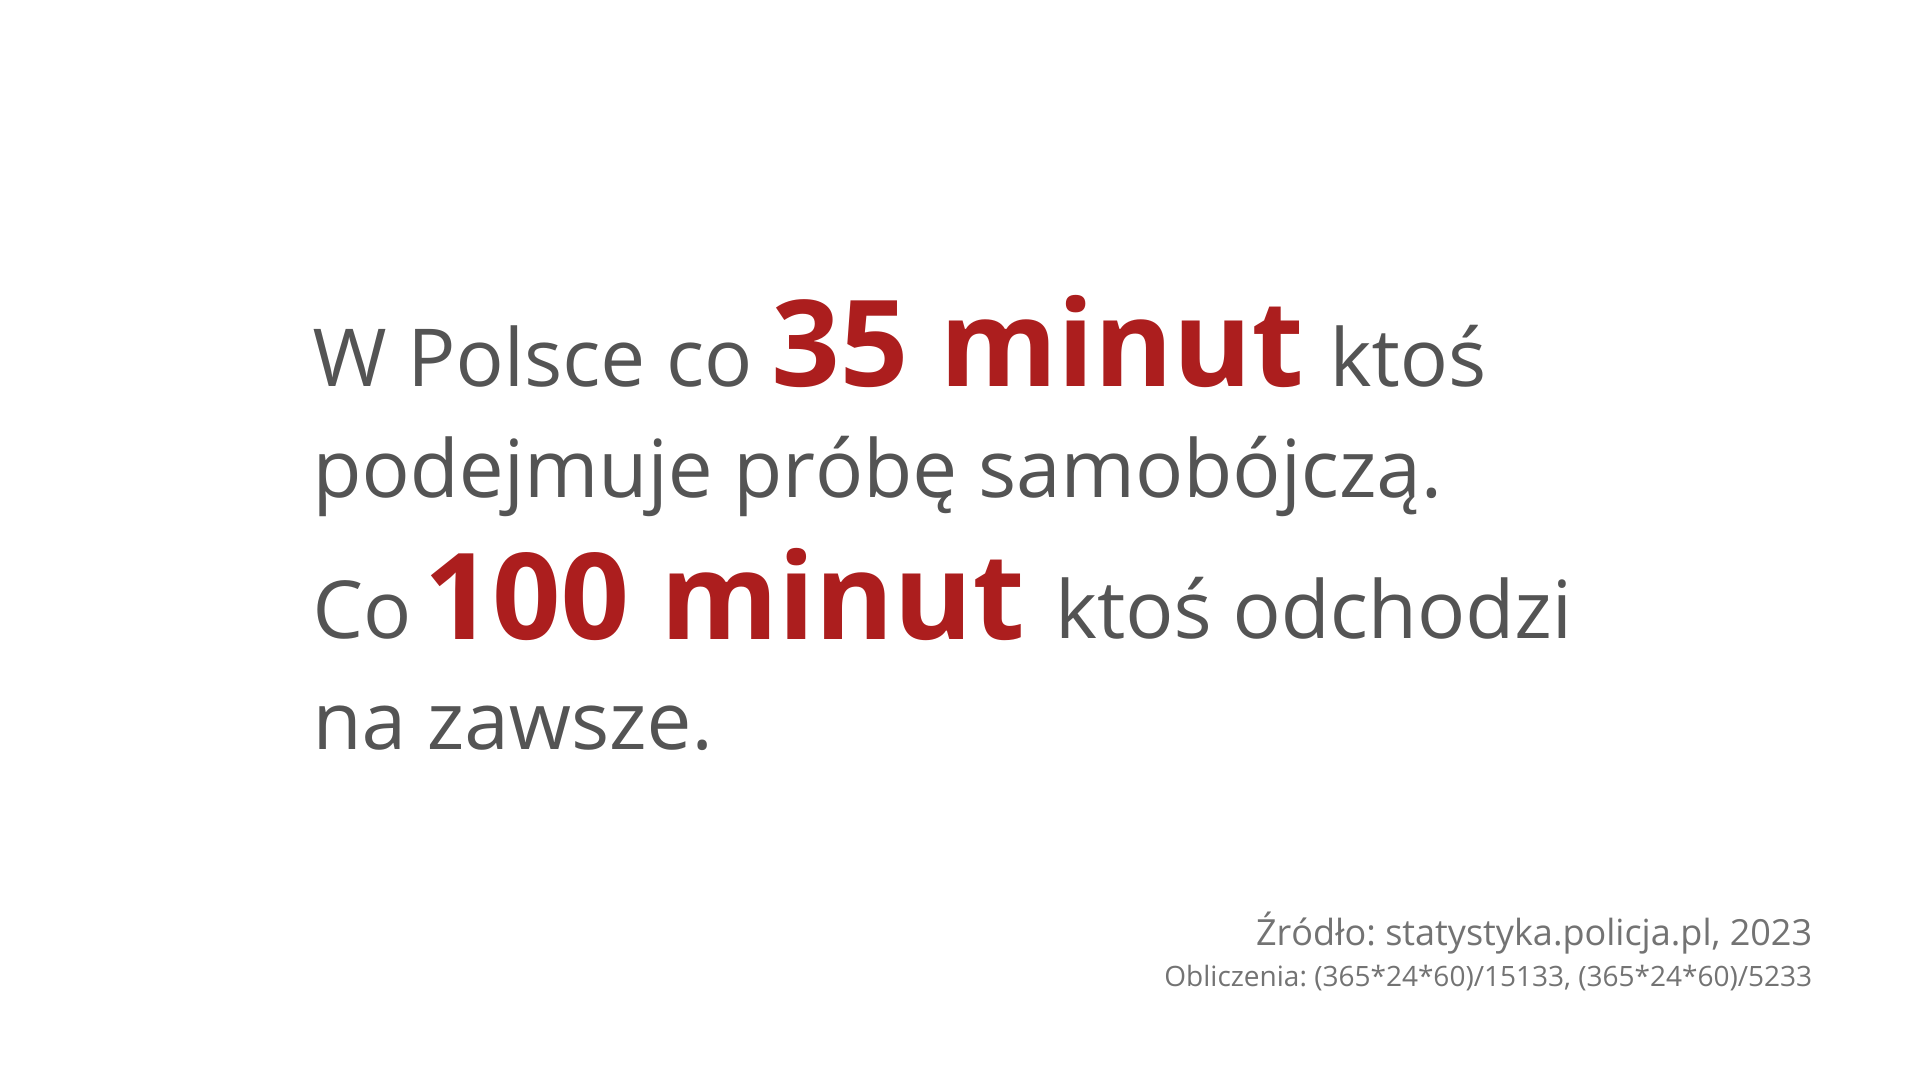 W Polsce co 35 minut ktoś
podejmuje próbę samobójczą.
Co 100 minut ktoś odchodzi
na zawsze.
Źródło: statystyka.policja.pl, 2023
Obliczenia: (365*24*60)/15133, (365*24*60)/5233